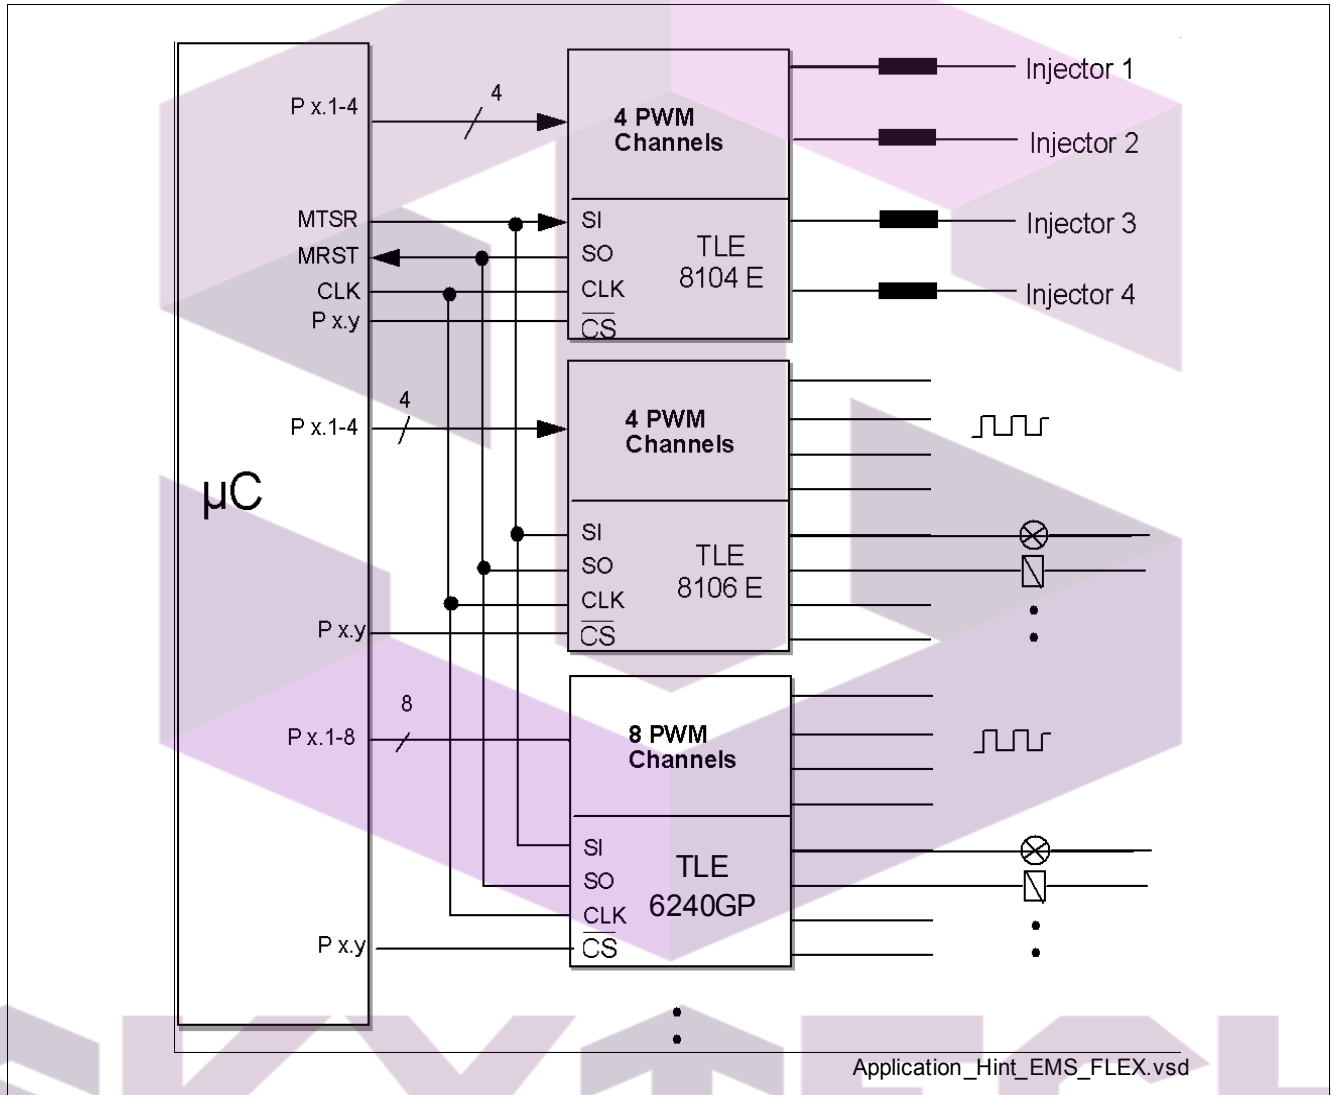 P x.1-4
4
4 PWM
Channels
Injector 1
Injector 2
MTSR
SI
TLE
8104 E
Injector 3
MRST
SO
CLK
CLK
Injector 4
P x.y
CS
P x.1-4
4
4 PWM
Channels
µC
SI
TLE
8106 E
SO
CLK
P x.y
CS
P x.1-8
8
8 PWM
Channels
SI
TLE
6240GP
SO
CLK
P x.y
CS
Application_Hint_EMS_FLEX.vsd